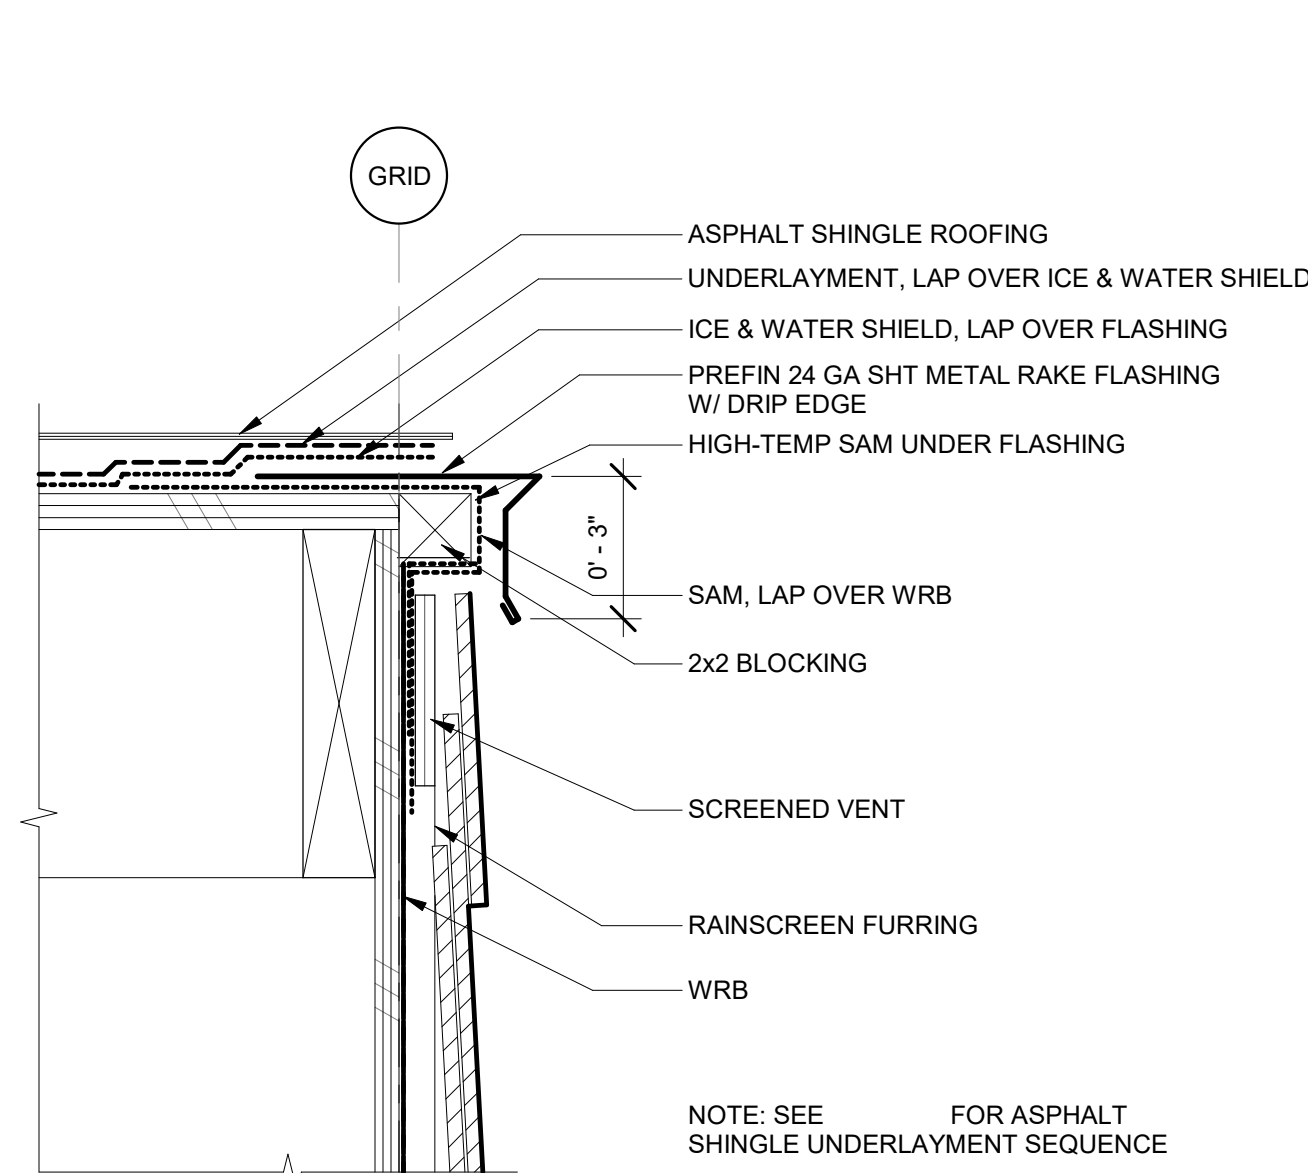 GRID
ASPHALT SHINGLE ROOFING
UNDERLAYMENT, LAP OVER ICE & WATER SHIELD
ICE & WATER SHIELD, LAP OVER FLASHING
PREFIN 24 GA SHT METAL RAKE FLASHING
W/ DRIP EDGE
HIGH-TEMP SAM UNDER FLASHING
0' - 3"
SAM, LAP OVER WRB
2x2 BLOCKING
SCREENED VENT
RAINSCREEN FURRING
WRB
NOTE: SEE FOR ASPHALT
SHINGLE UNDERLAYMENT SEQUENCE